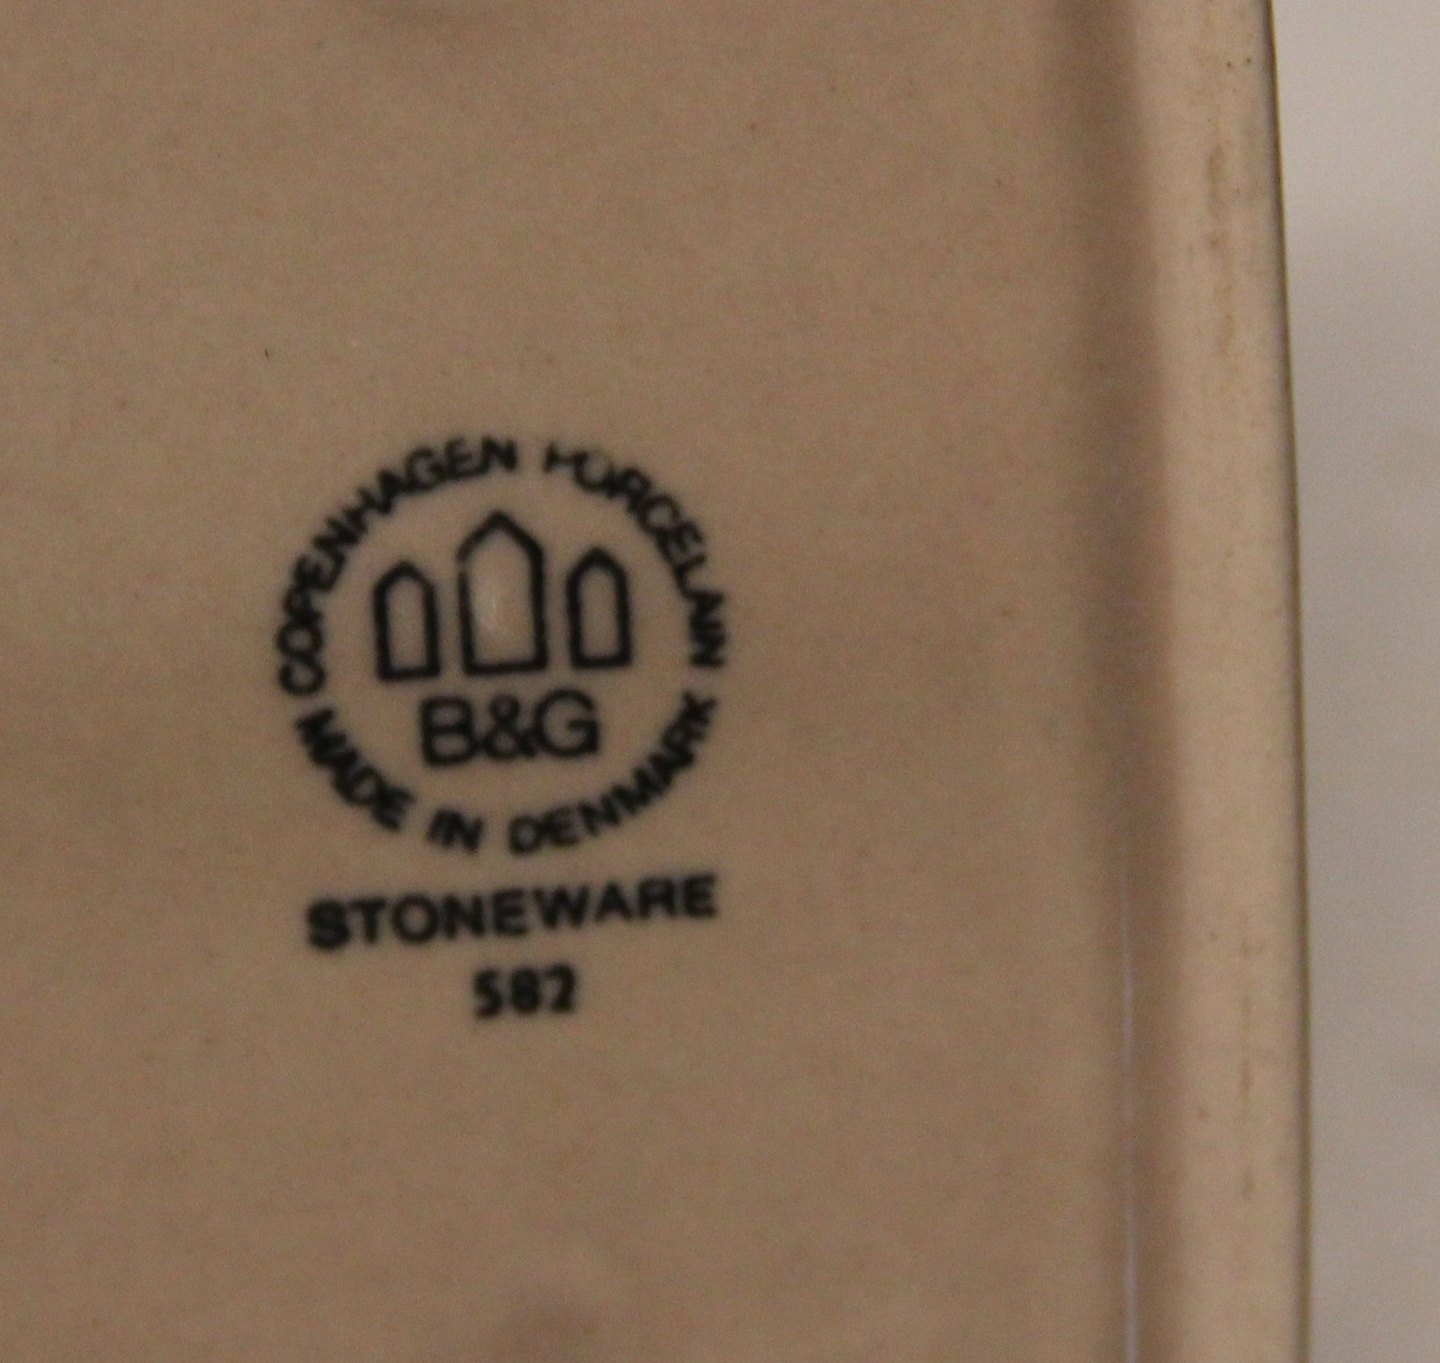 COPENHAGEN PORCELAIN
B&G
MADE IN DENMARK
STONEWARE
582